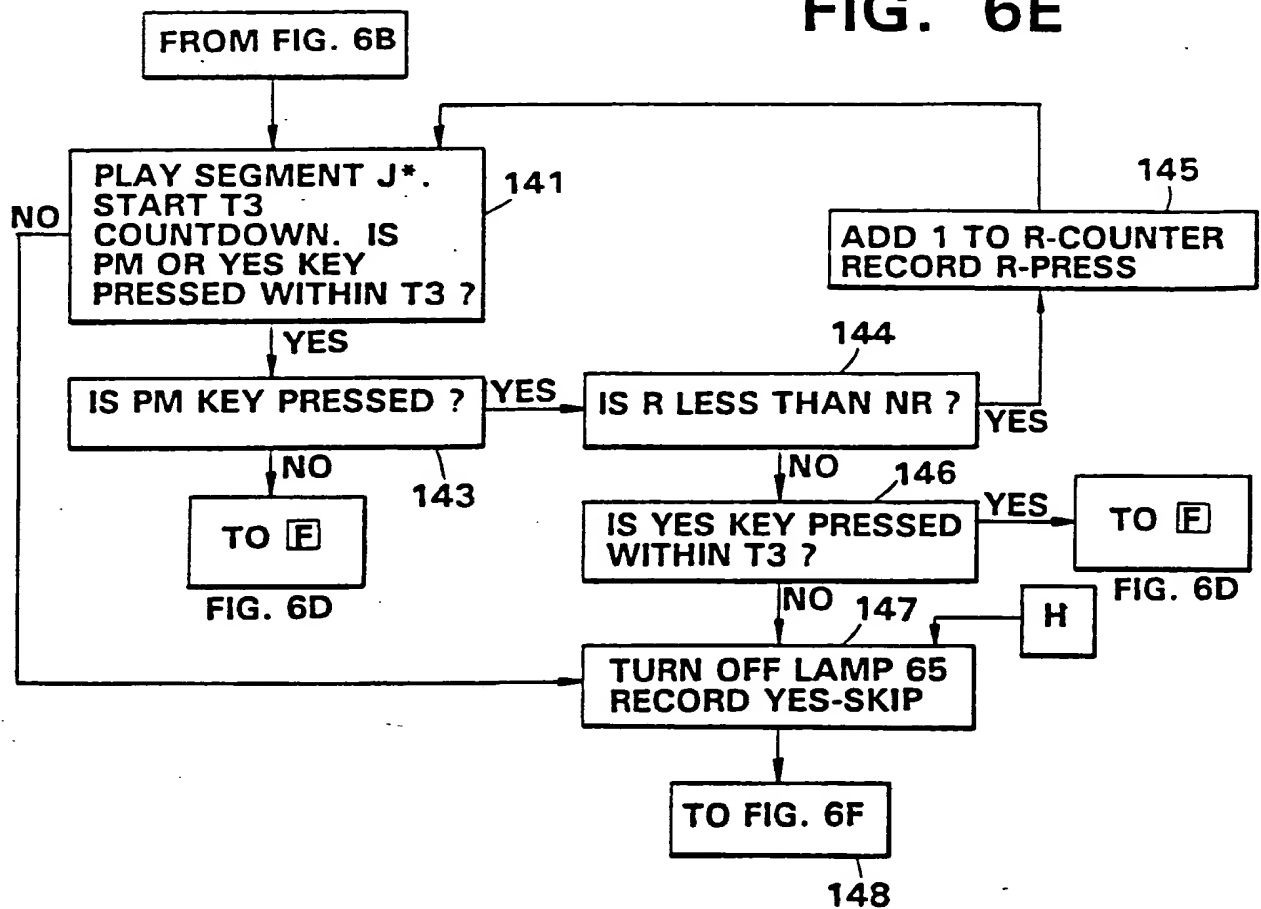 FIG. 6E
FROM FIG. 6B
PLAY SEGMENT J*.
START T3
COUNTDOWN. IS
PM OR YES KEY
PRESSED WITHIN T3 ?
141
NO
145
ADD 1 TO R-COUNTER
RECORD R-PRESS
YES
144
IS PM KEY PRESSED ?
YES
IS R LESS THAN NR ?
YES
NO
143
NO
146
TO F
FIG. 6D
IS YES KEY PRESSED
WITHIN T3 ?
YES
TO F
FIG. 6D
NO
147
H
TURN OFF LAMP 65
RECORD YES-SKIP
TO FIG. 6F
148